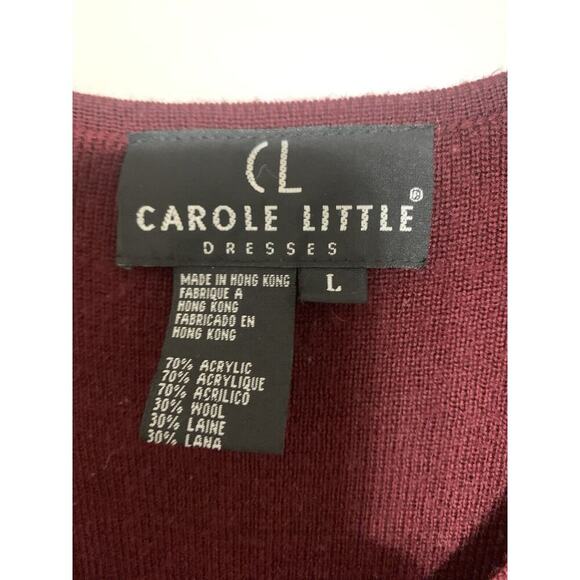 CL
CAROLE LITTLE®
DRESSES
MADE IN HONG KONG
FABRIQUE A
HONG KONG
FABRICADO EN
HONG KONG
L
70% ACRYLIC
70% ACRYLIQUE
70% ACRILICO
30% WOOL
30% LAINE
30% LANA